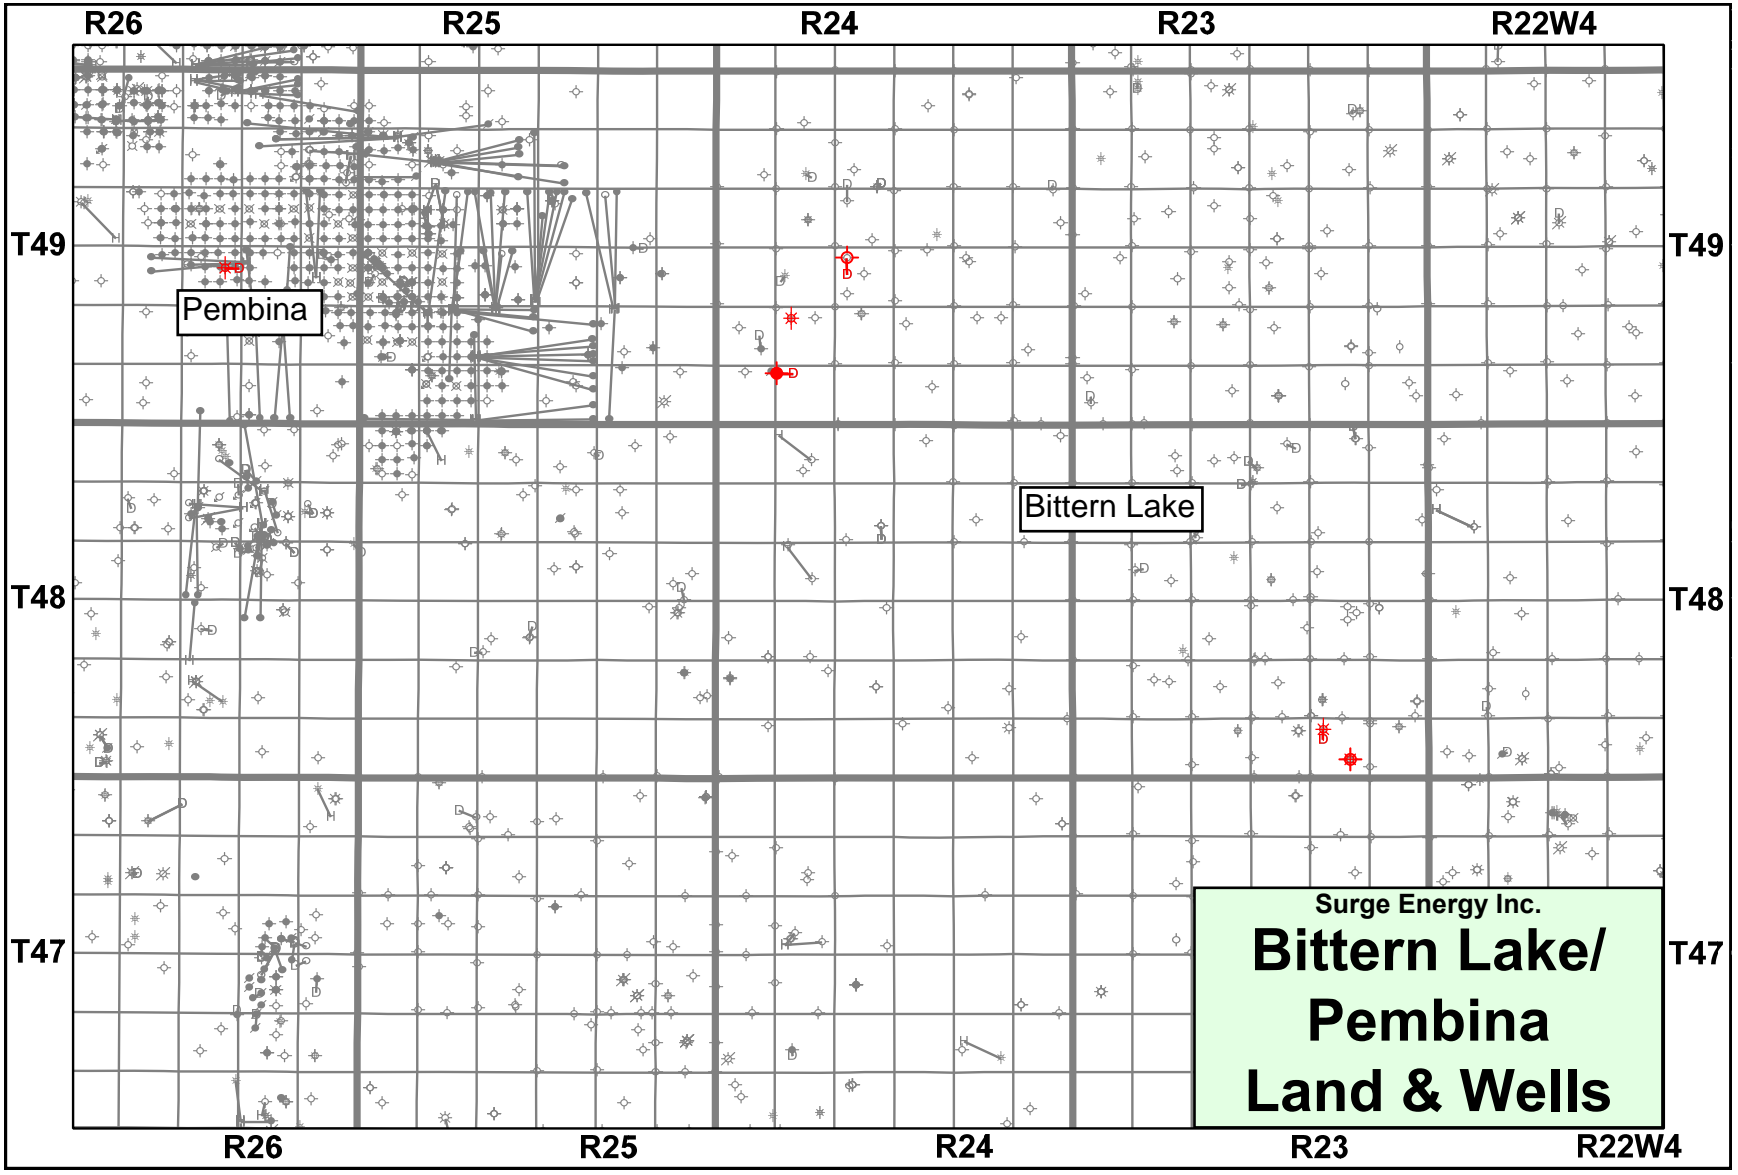 R26 R25 R24 R23 R22W4
T49 T49
Pembina
Bittern Lake
T48 T48
Surge Energy Inc.
Bittern Lake/
Pembina
Land & Wells
T47 T47
R26 R25 R24 R23 R22W4